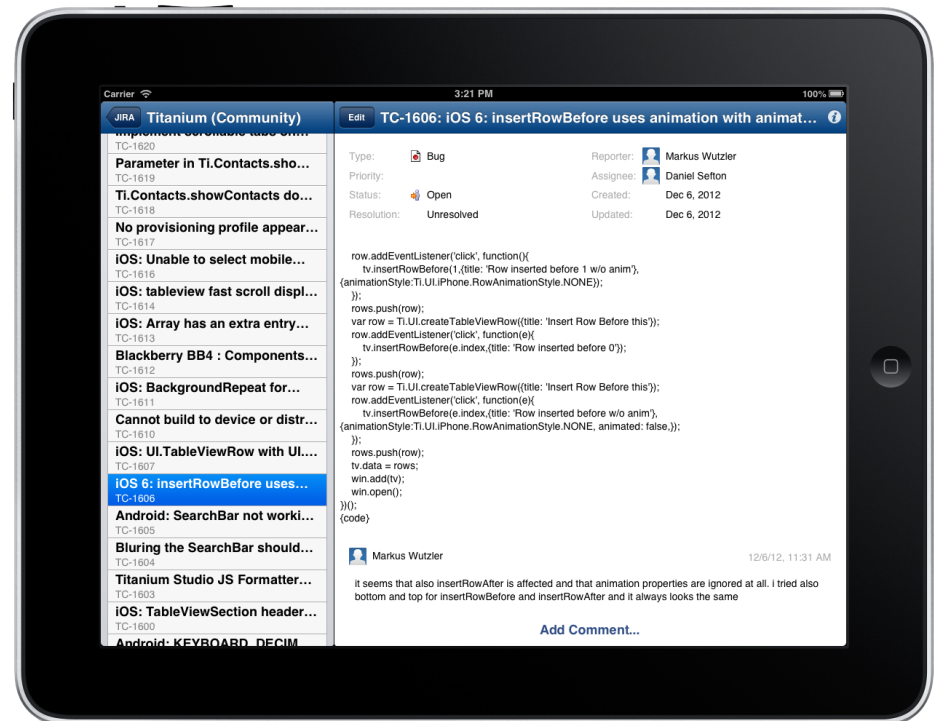 Carrier 3:21 PM 100%
JIRA Titanium (Community)
Implement scrollable tabs on...
TC-1620
Parameter in Ti.Contacts.sho...
TC-1619
Ti.Contacts.showContacts do...
TC-1618
No provisioning profile appear...
TC-1617
iOS: Unable to select mobile...
TC-1616
iOS: tableview fast scroll displ...
TC-1614
iOS: Array has an extra entry...
TC-1613
Blackberry BB4 : Components...
TC-1612
iOS: BackgroundRepeat for...
TC-1611
Cannot build to device or distr...
TC-1610
iOS: UI.TableViewRow with UI....
TC-1607
iOS 6: insertRowBefore uses...
TC-1606
Android: SearchBar not worki...
TC-1605
Bluring the SearchBar should...
TC-1604
Titanium Studio JS Formatter...
TC-1603
iOS: TableViewSection header...
TC-1600
Android: KEYBOARD_DECIM
Edit TC-1606: iOS 6: insertRowBefore uses animation with animat...
Type: Bug Reporter: Markus Wutzler
Priority: Assignee: Daniel Sefton
Status: Open Created: Dec 6, 2012
Resolution: Unresolved Updated: Dec 6, 2012
row.addEventListener('click', function(){
tv.insertRowBefore(1,{title: 'Row inserted before 1 w/o anim'},
{animationStyle:Ti.UI.iPhone.RowAnimationStyle.NONE});
});
rows.push(row);
var row = Ti.UI.createTableViewRow({title: 'Insert Row Before this'});
row.addEventListener('click', function(e){
tv.insertRowBefore(e.index,{title: 'Row inserted before 0'});
});
rows.push(row);
var row = Ti.UI.createTableViewRow({title: 'Insert Row Before this'});
row.addEventListener('click', function(e){
tv.insertRowBefore(e.index,{title: 'Row inserted before w/o anim'},
{animationStyle:Ti.UI.iPhone.RowAnimationStyle.NONE, animated: false,});
});
rows.push(row);
tv.data = rows;
win.add(tv);
win.open();
})();
{code}
Markus Wutzler 12/6/12, 11:31 AM
it seems that also insertRowAfter is affected and that animation properties are ignored at all. i tried also
bottom and top for insertRowBefore and insertRowAfter and it always looks the same
Add Comment...